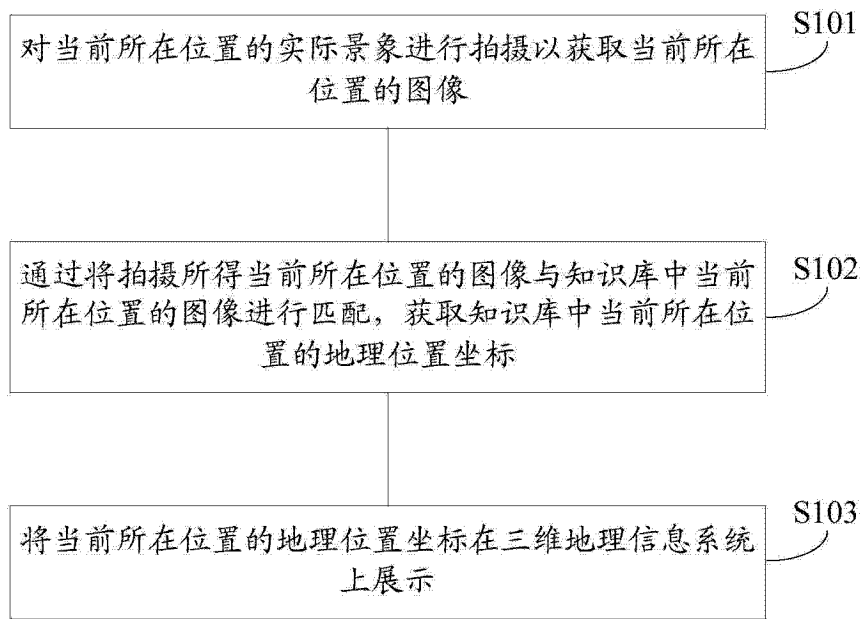 S101
对当前所在位置的实际景象进行拍摄以获取当前所在
位置的图像
S102
通过将拍摄所得当前所在位置的图像与知识库中当前
所在位置的图像进行匹配，获取知识库中当前所在位
置的地理位置坐标
S103
将当前所在位置的地理位置坐标在三维地理信息系统
上展示